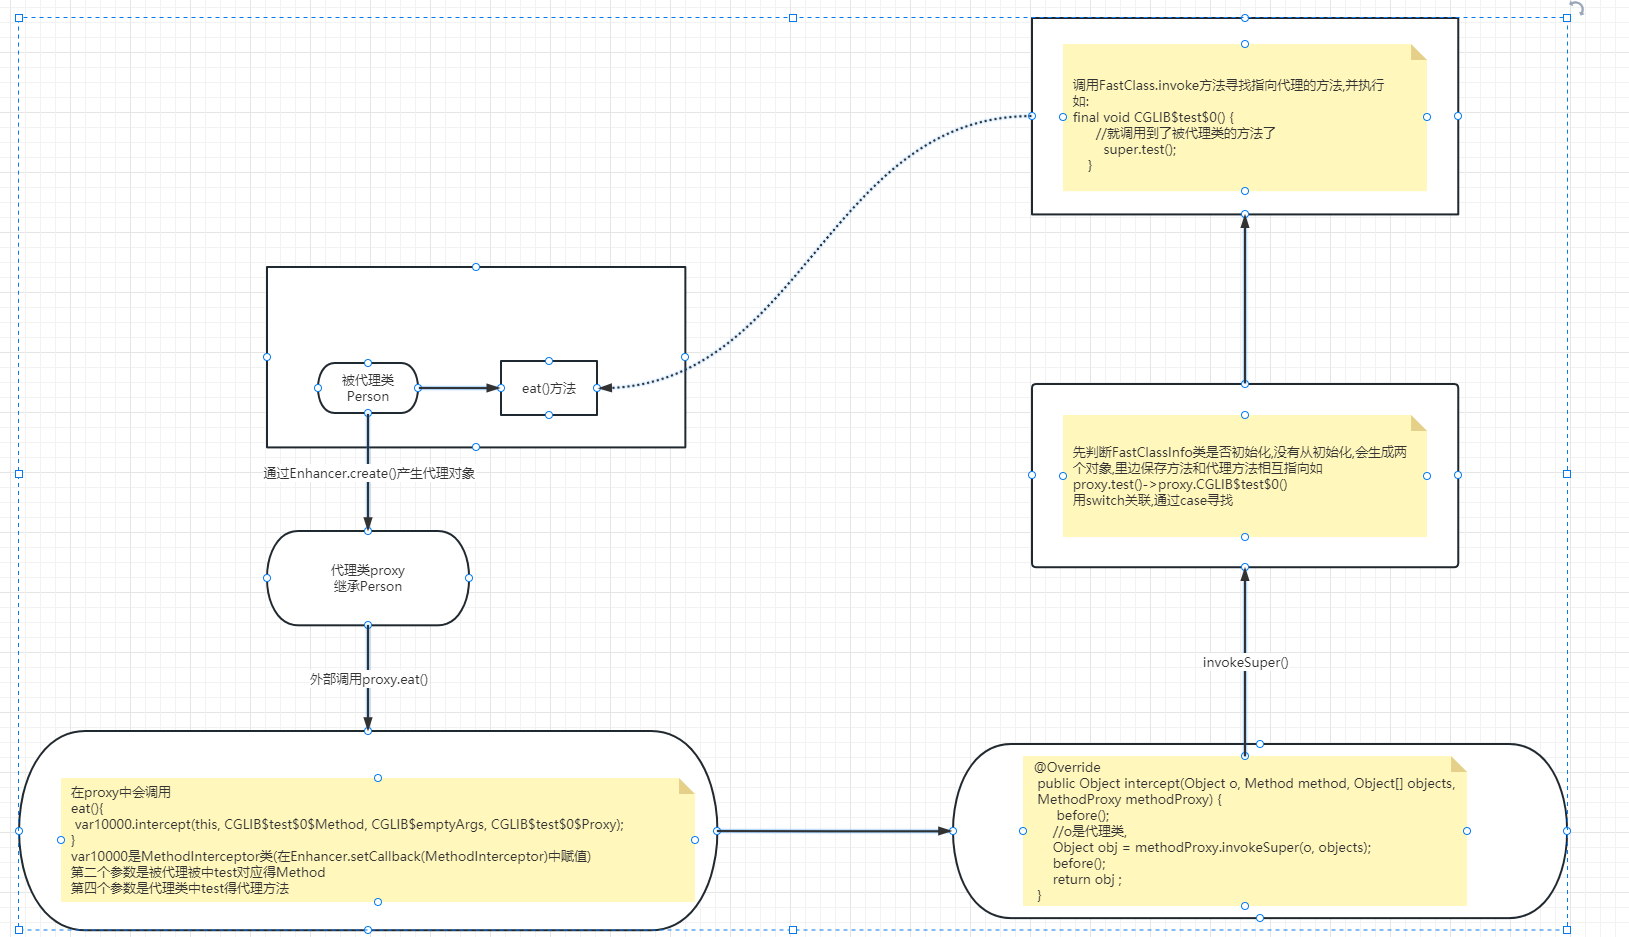 调用FastClass.invoke方法寻找指向代理的方法,并执行
如:
final void CGLIB$test$0() {
//就调用到了被代理类的方法了
super.test();
}
被代理类
Person
eat()方法
通过Enhancer.create()产生代理对象
先判断FastClassInfo类是否初始化,没有从初始化,会生成两
个对象,里边保存方法和代理方法相互指向如
proxy.test()->proxy.CGLIB$test$0()
用switch关联,通过case寻找
代理类proxy
继承Person
invokeSuper()
外部调用proxy.eat()
在proxy中会调用
eat(){
var10000.intercept(this, CGLIB$test$0$Method, CGLIB$emptyArgs, CGLIB$test$0$Proxy);
}
var10000是MethodInterceptor类(在Enhancer.setCallback(MethodInterceptor)中赋值)
第二个参数是被代理被中test对应得Method
第四个参数是代理类中test得代理方法
@Override
public Object intercept(Object o, Method method, Object[] objects,
MethodProxy methodProxy) {
before();
//o是代理类,
Object obj = methodProxy.invokeSuper(o, objects);
before();
return obj ;
}